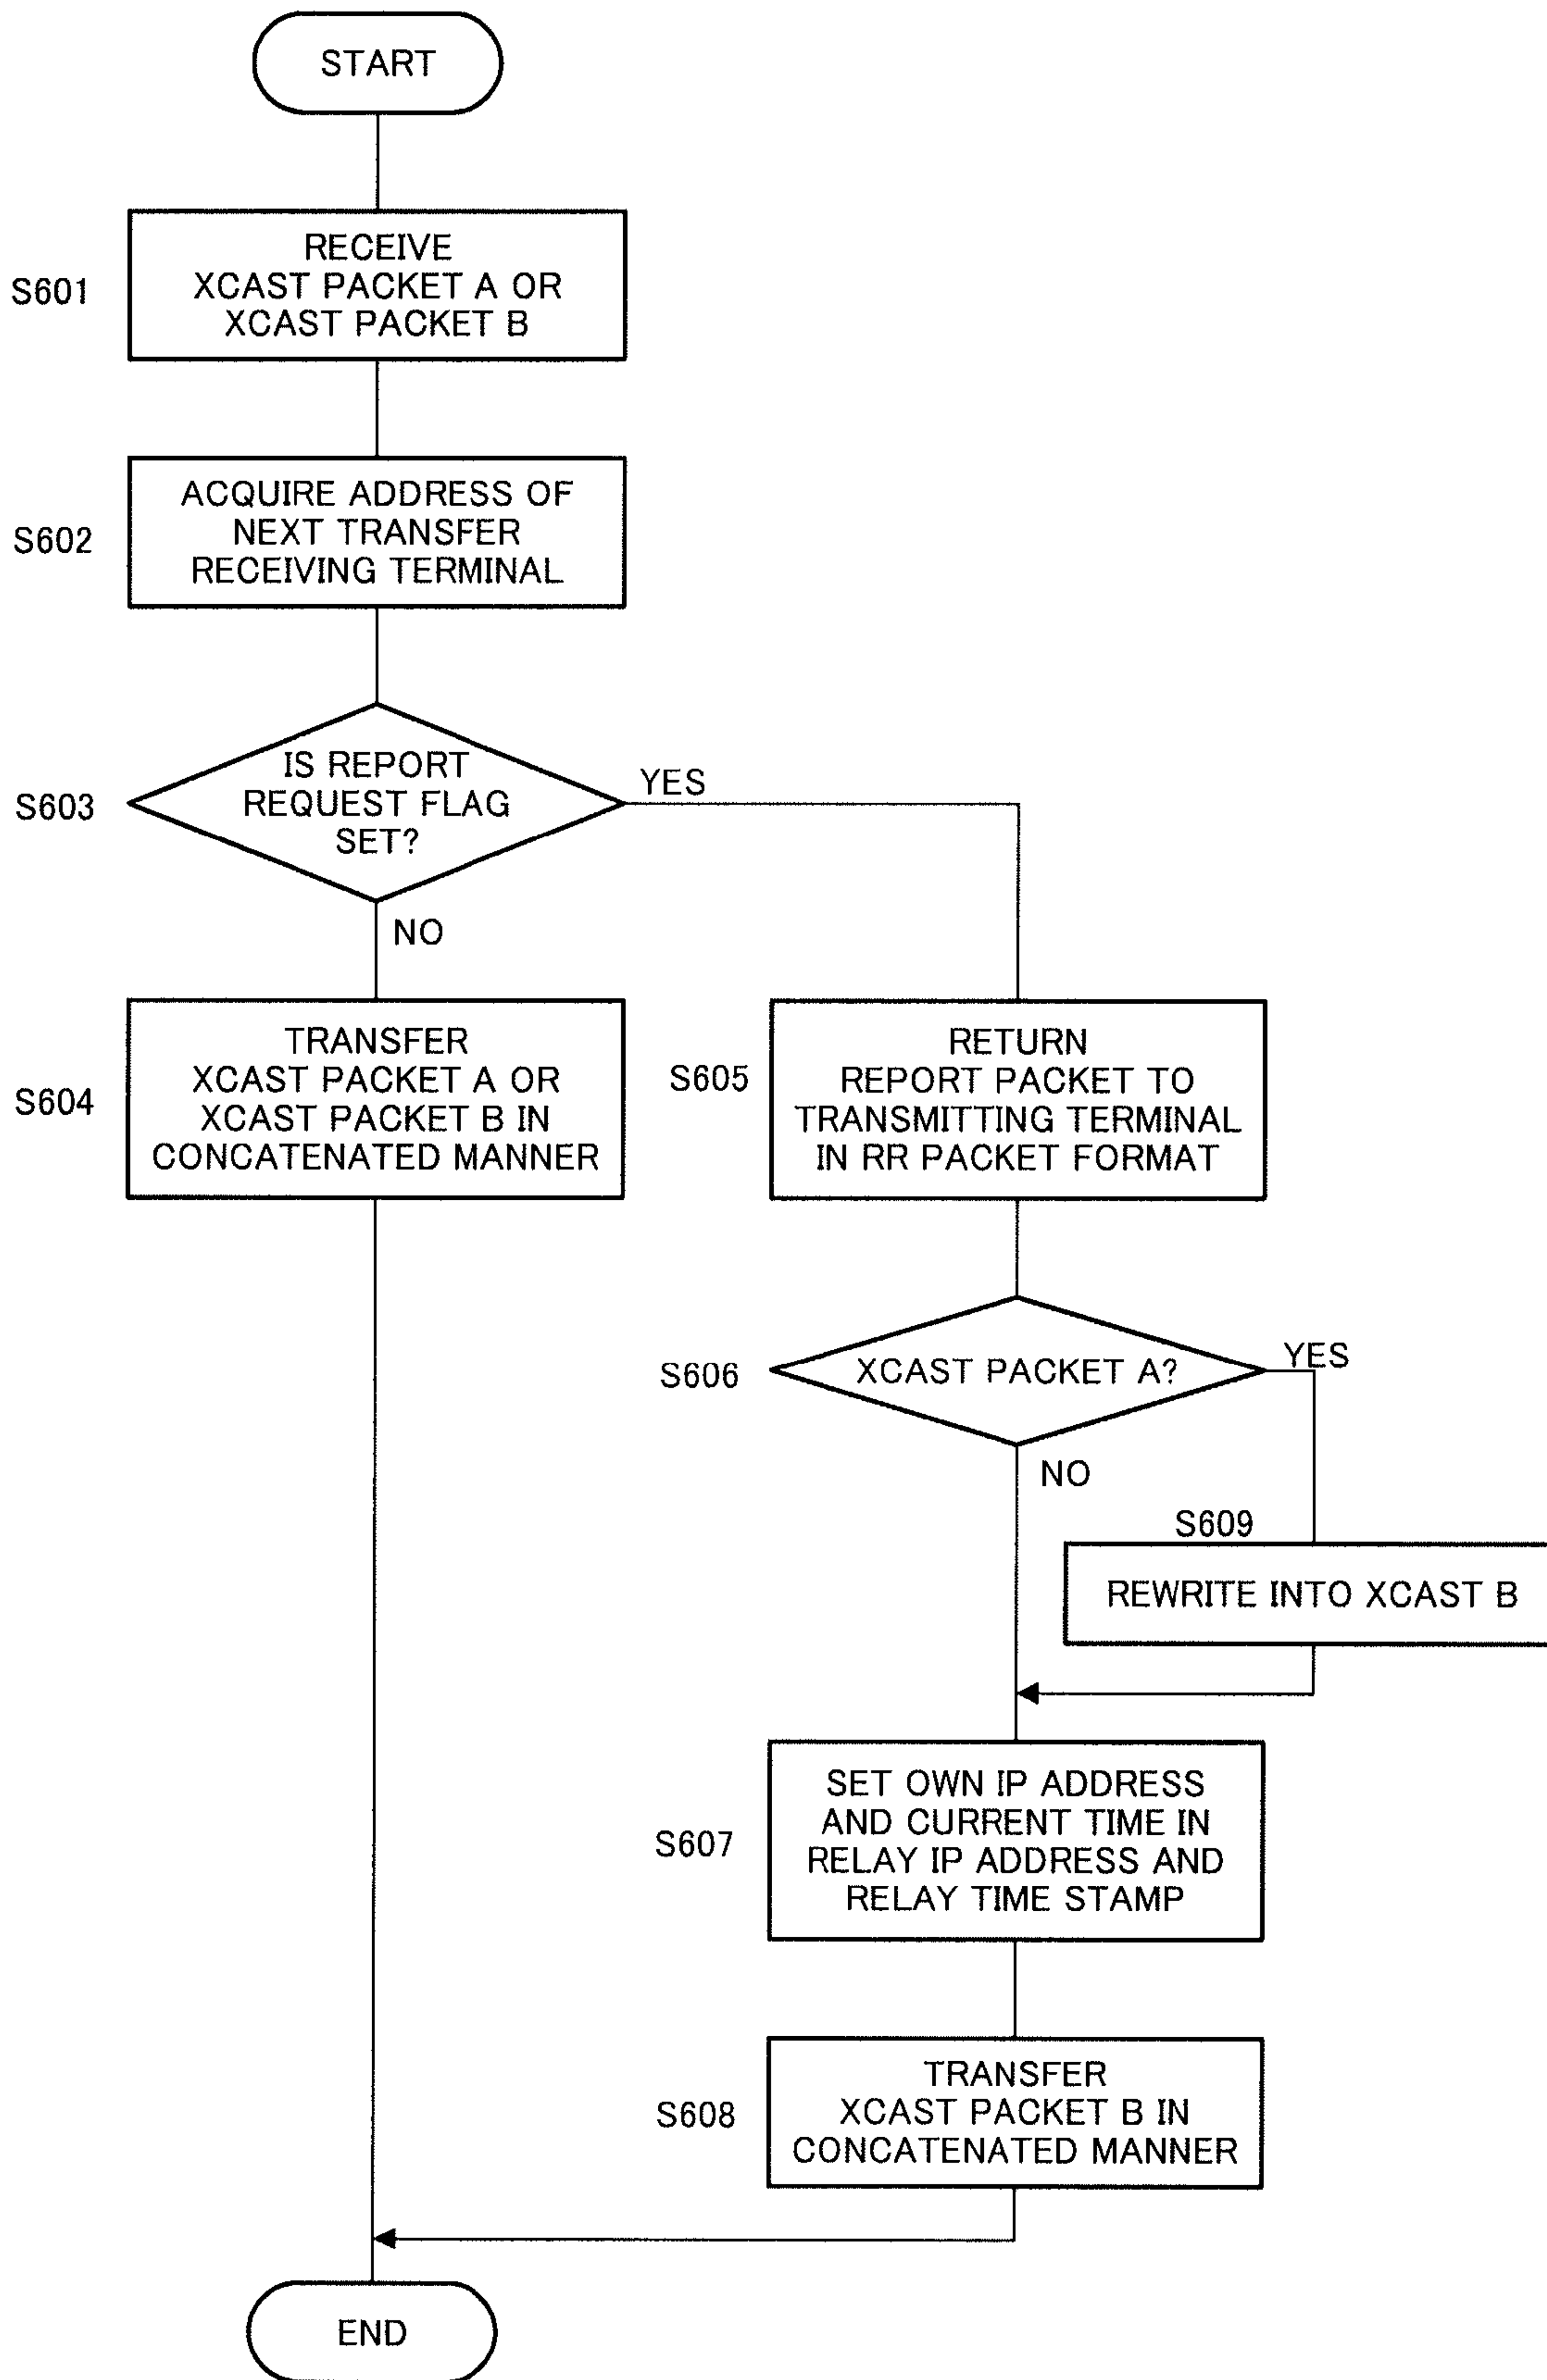 START
S601
RECEIVE
XCAST PACKET A OR
XCAST PACKET B
S602
ACQUIRE ADDRESS OF
NEXT TRANSFER
RECEIVING TERMINAL
S603
IS REPORT
REQUEST FLAG
SET?
YES
NO
S604
TRANSFER
XCAST PACKET A OR
XCAST PACKET B IN
CONCATENATED MANNER
S605
RETURN
REPORT PACKET TO
TRANSMITTING TERMINAL
IN RR PACKET FORMAT
S606
XCAST PACKET A?
YES
NO
S609
REWRITE INTO XCAST B
S607
SET OWN IP ADDRESS
AND CURRENT TIME IN
RELAY IP ADDRESS AND
RELAY TIME STAMP
S608
TRANSFER
XCAST PACKET B IN
CONCATENATED MANNER
END